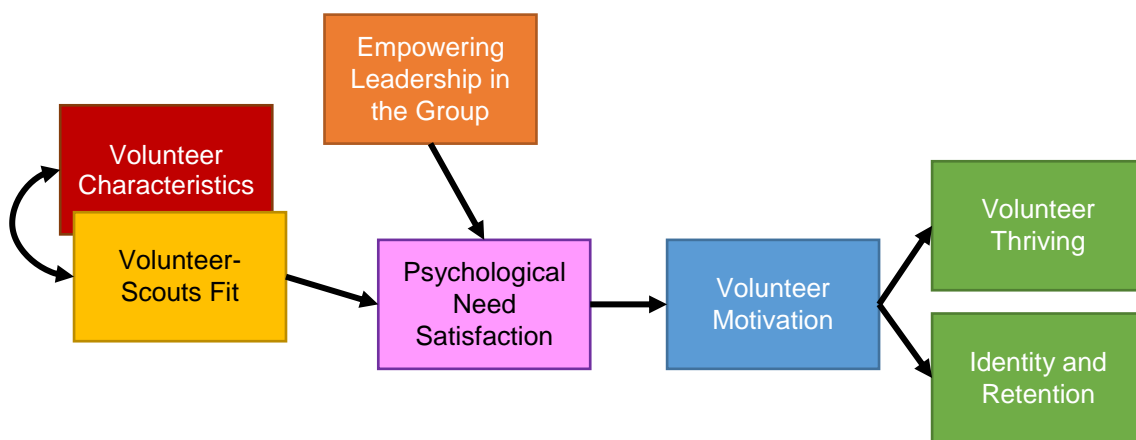 Empowering
Leadership in
the Group
Volunteer
Characteristics
Volunteer-
Scouts Fit
Psychological
Need
Satisfaction
Volunteer
Motivation
Volunteer
Thriving
Identity and
Retention